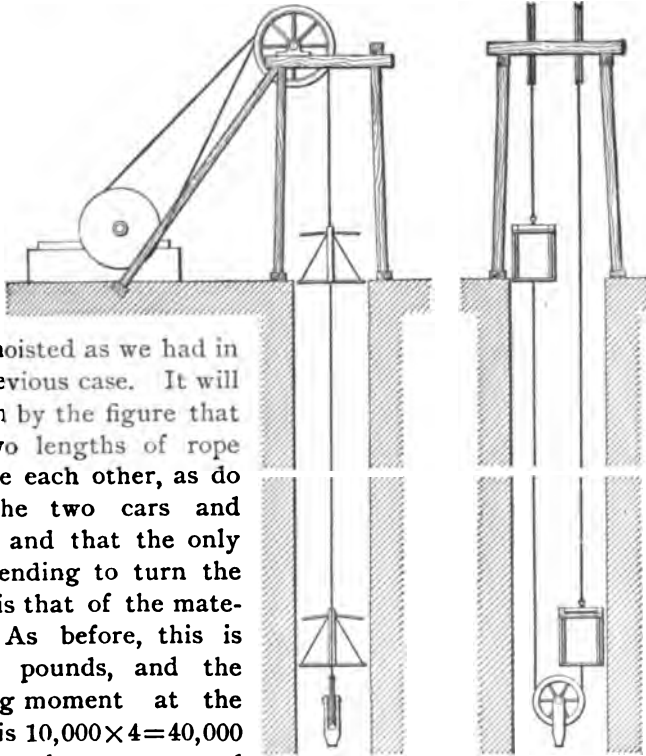 hoisted as we had in
evious case. It will
n by the figure that
vo lengths of rope
e each other, as do
he two cars and
and that the only
ending to turn the
is that of the mate-
As before, this is
pounds, and the
g moment at the
is 10,000×4=40,000